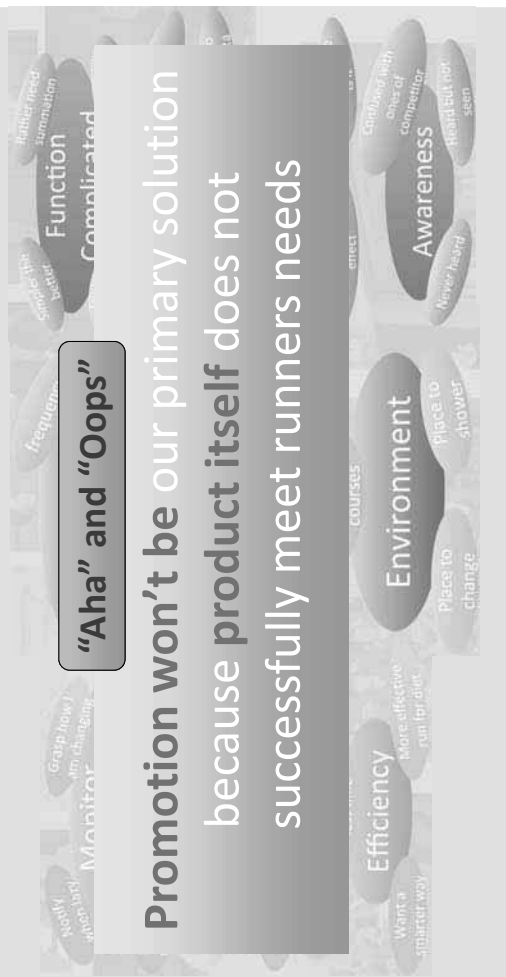 "Aha" and "Oops"
Promotion won't be our primary solution
because product itself does not
successfully meet runners needs
Function
Complicated
Rather need
summation
better
frequency
Monitor
Grasp how I
am changing
Notify
when lazy
Awareness
Confused with
ones of
competitor
Heard but not
seen
Never heard
effect
Environment
courses
Place to
shower
Place to
change
Efficiency
More effective
run for diet
Want a
smarter way